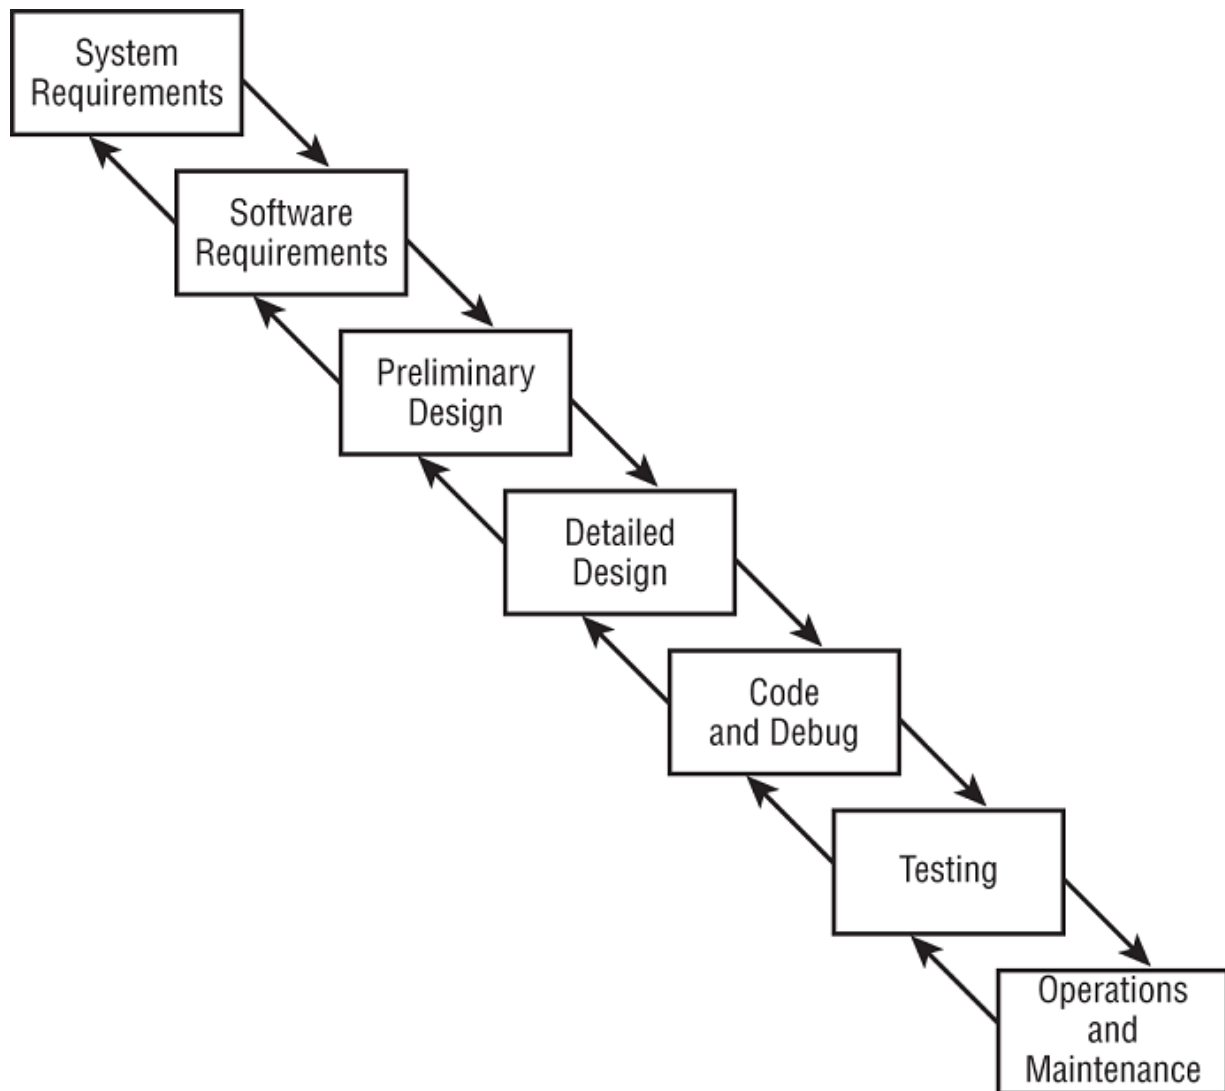 System
Requirements
Software
Requirements
Preliminary
Design
Detailed
Design
Code
and Debug
Testing
Operations
and
Maintenance